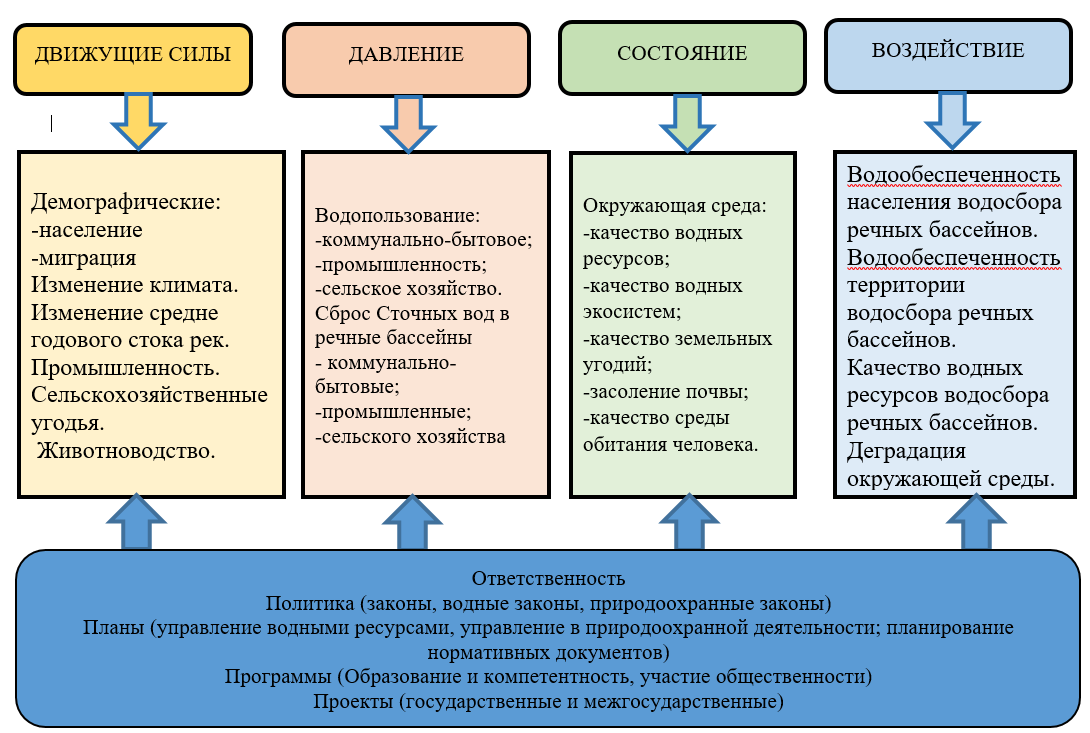 ДВИЖУЩИЕ СИЛЫ
ДАВЛЕНИЕ
СОСТОЯНИЕ
ВОЗДЕЙСТВИЕ
Демографические:
-население
-миграция
Изменение климата.
Изменение средне
годового стока рек.
Промышленность.
Сельскохозяйственные
угодья.
Животноводство.
Водопользование:
-коммунально-бытовое;
-промышленность;
-сельское хозяйство.
Сброс Сточных вод в
речные бассейны
- коммунально-
бытовые;
-промышленные;
-сельского хозяйства
Окружающая среда:
-качество водных
ресурсов;
-качество водных
экосистем;
-качество земельных
угодий;
-засоление почвы;
-качество среды
обитания человека.
Водообеспеченность
населения водосбора
речных бассейнов.
Водообеспеченность
территории
водосбора речных
бассейнов.
Качество водных
ресурсов водосбора
речных бассейнов.
Деградация
окружающей среды.
Ответственность
Политика (законы, водные законы, природоохранные законы)
Планы (управление водными ресурсами, управление в природоохранной деятельности; планирование
нормативных документов)
Программы (Образование и компетентность, участие общественности)
Проекты (государственные и межгосударственные)